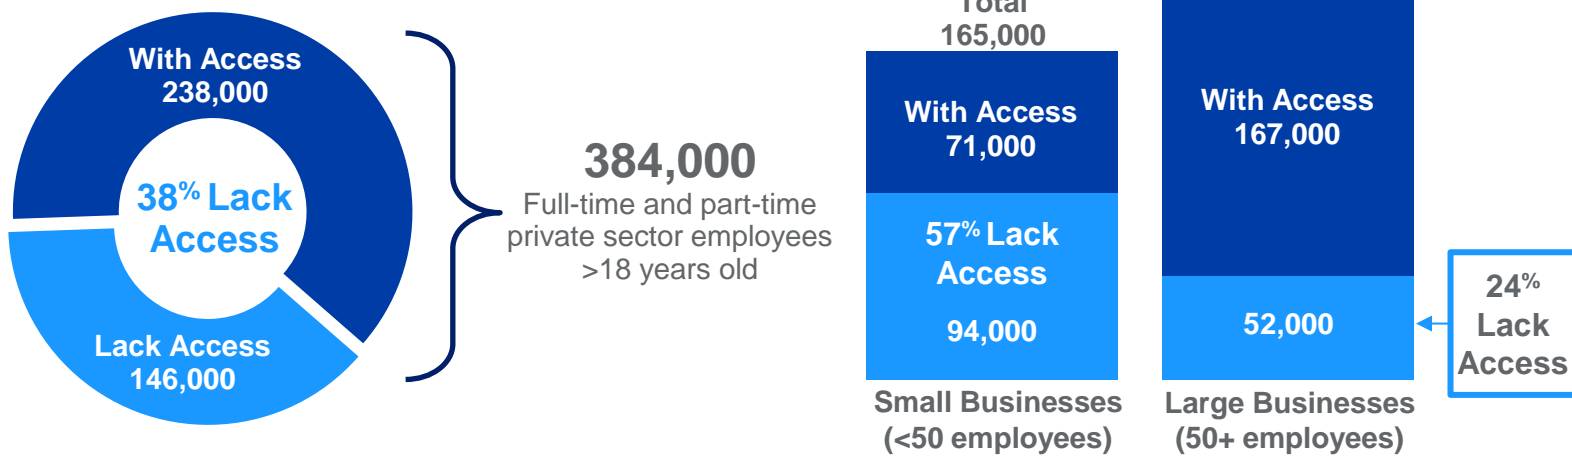 With Access
238,000
38% Lack
Access
Lack Access
146,000
384,000
Full-time and part-time
private sector employees
>18 years old
Total
165,000
With Access
71,000
57% Lack
Access
94,000
Small Businesses
(<50 employees)
With Access
167,000
52,000
Large Businesses
(50+ employees)
24%
Lack
Access